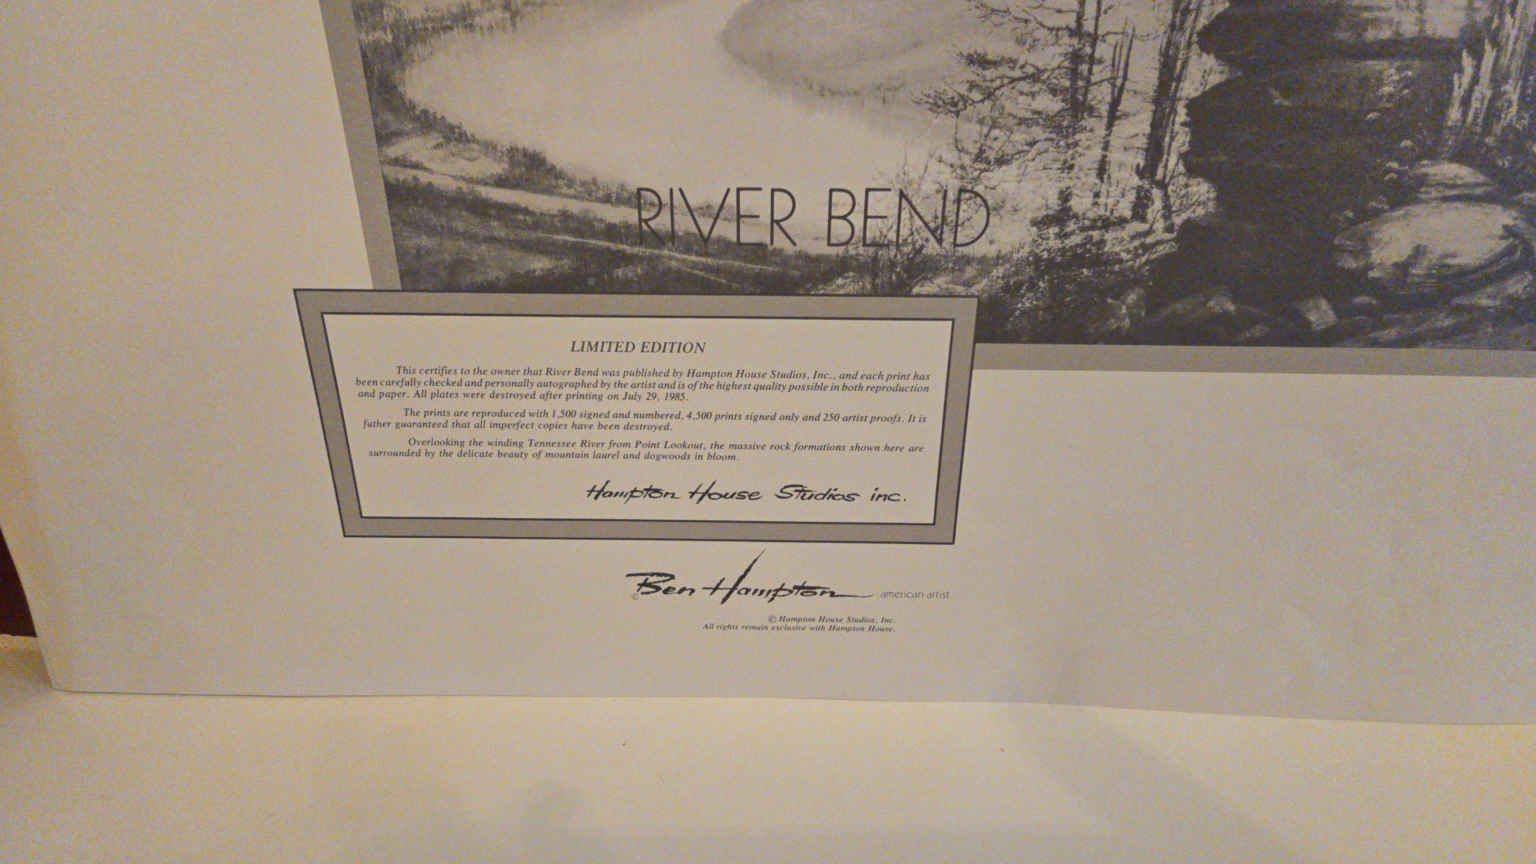 RIVER BEND
LIMITED EDITION
This certifies to the owner that River Bend was published by Hampton House Studios, Inc., and each print has
been carefully checked and personally autographed by the artist and is of the highest quality possible in both reproduction
and paper. All plates were destroyed after printing on July 29, 1985.
The prints are reproduced with 1,500 signed and numbered, 4,500 prints signed only and 250 artist proofs. It is
futher guaranteed that all imperfect copies have been destroyed.
Overlooking the winding Tennessee River from Point Lookout, the massive rock formations shown here are
surrounded by the delicate beauty of mountain laurel and dogwoods in bloom.
Hampton House Studios inc.
© Ben Hampton american artist
© Hampton House Studios, Inc.
All rights remain exclusive with Hampton House.